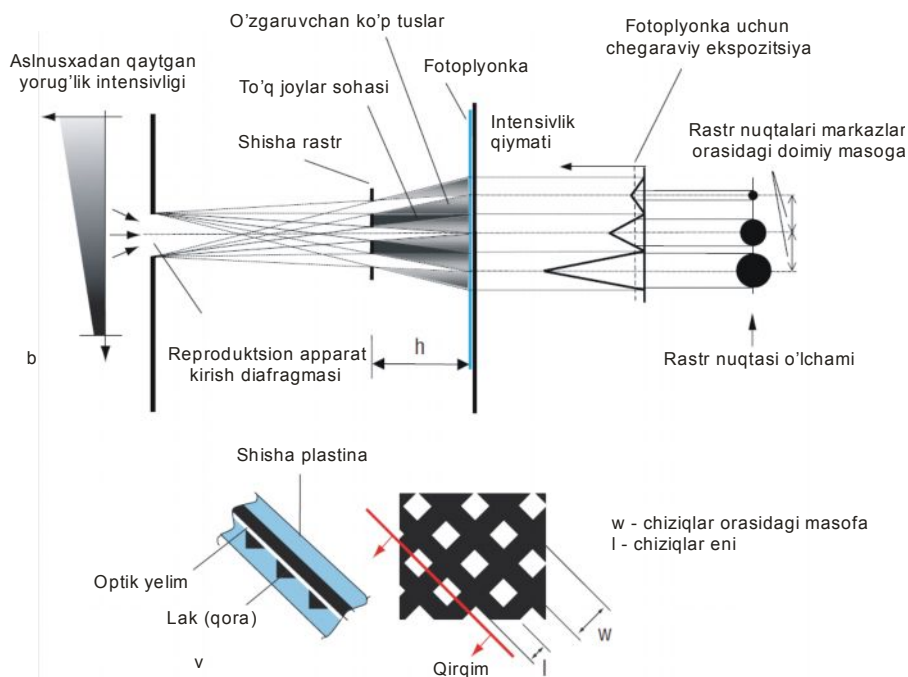 O'zgaruvchan ko'p tuslar
Fotoplyonka uchun
chegaraviy ekspozitsiya
Aslnusxadan qaytgan
yorug'lik intensivligi
Fotoplyonka
To'q joylar sohasi
Intensivlik
qiymati
Rastr nuqtalari markazlar
orasidagi doimiy masoga
Shisha rastr
h
b
Reproduktsion apparat
kirish diafragmasi
Rastr nuqtasi o'lchami
Shisha plastina
w - chiziqlar orasidagi masofa
l - chiziqlar eni
Optik yelim
Lak (qora)
w
l
v
Qirqim